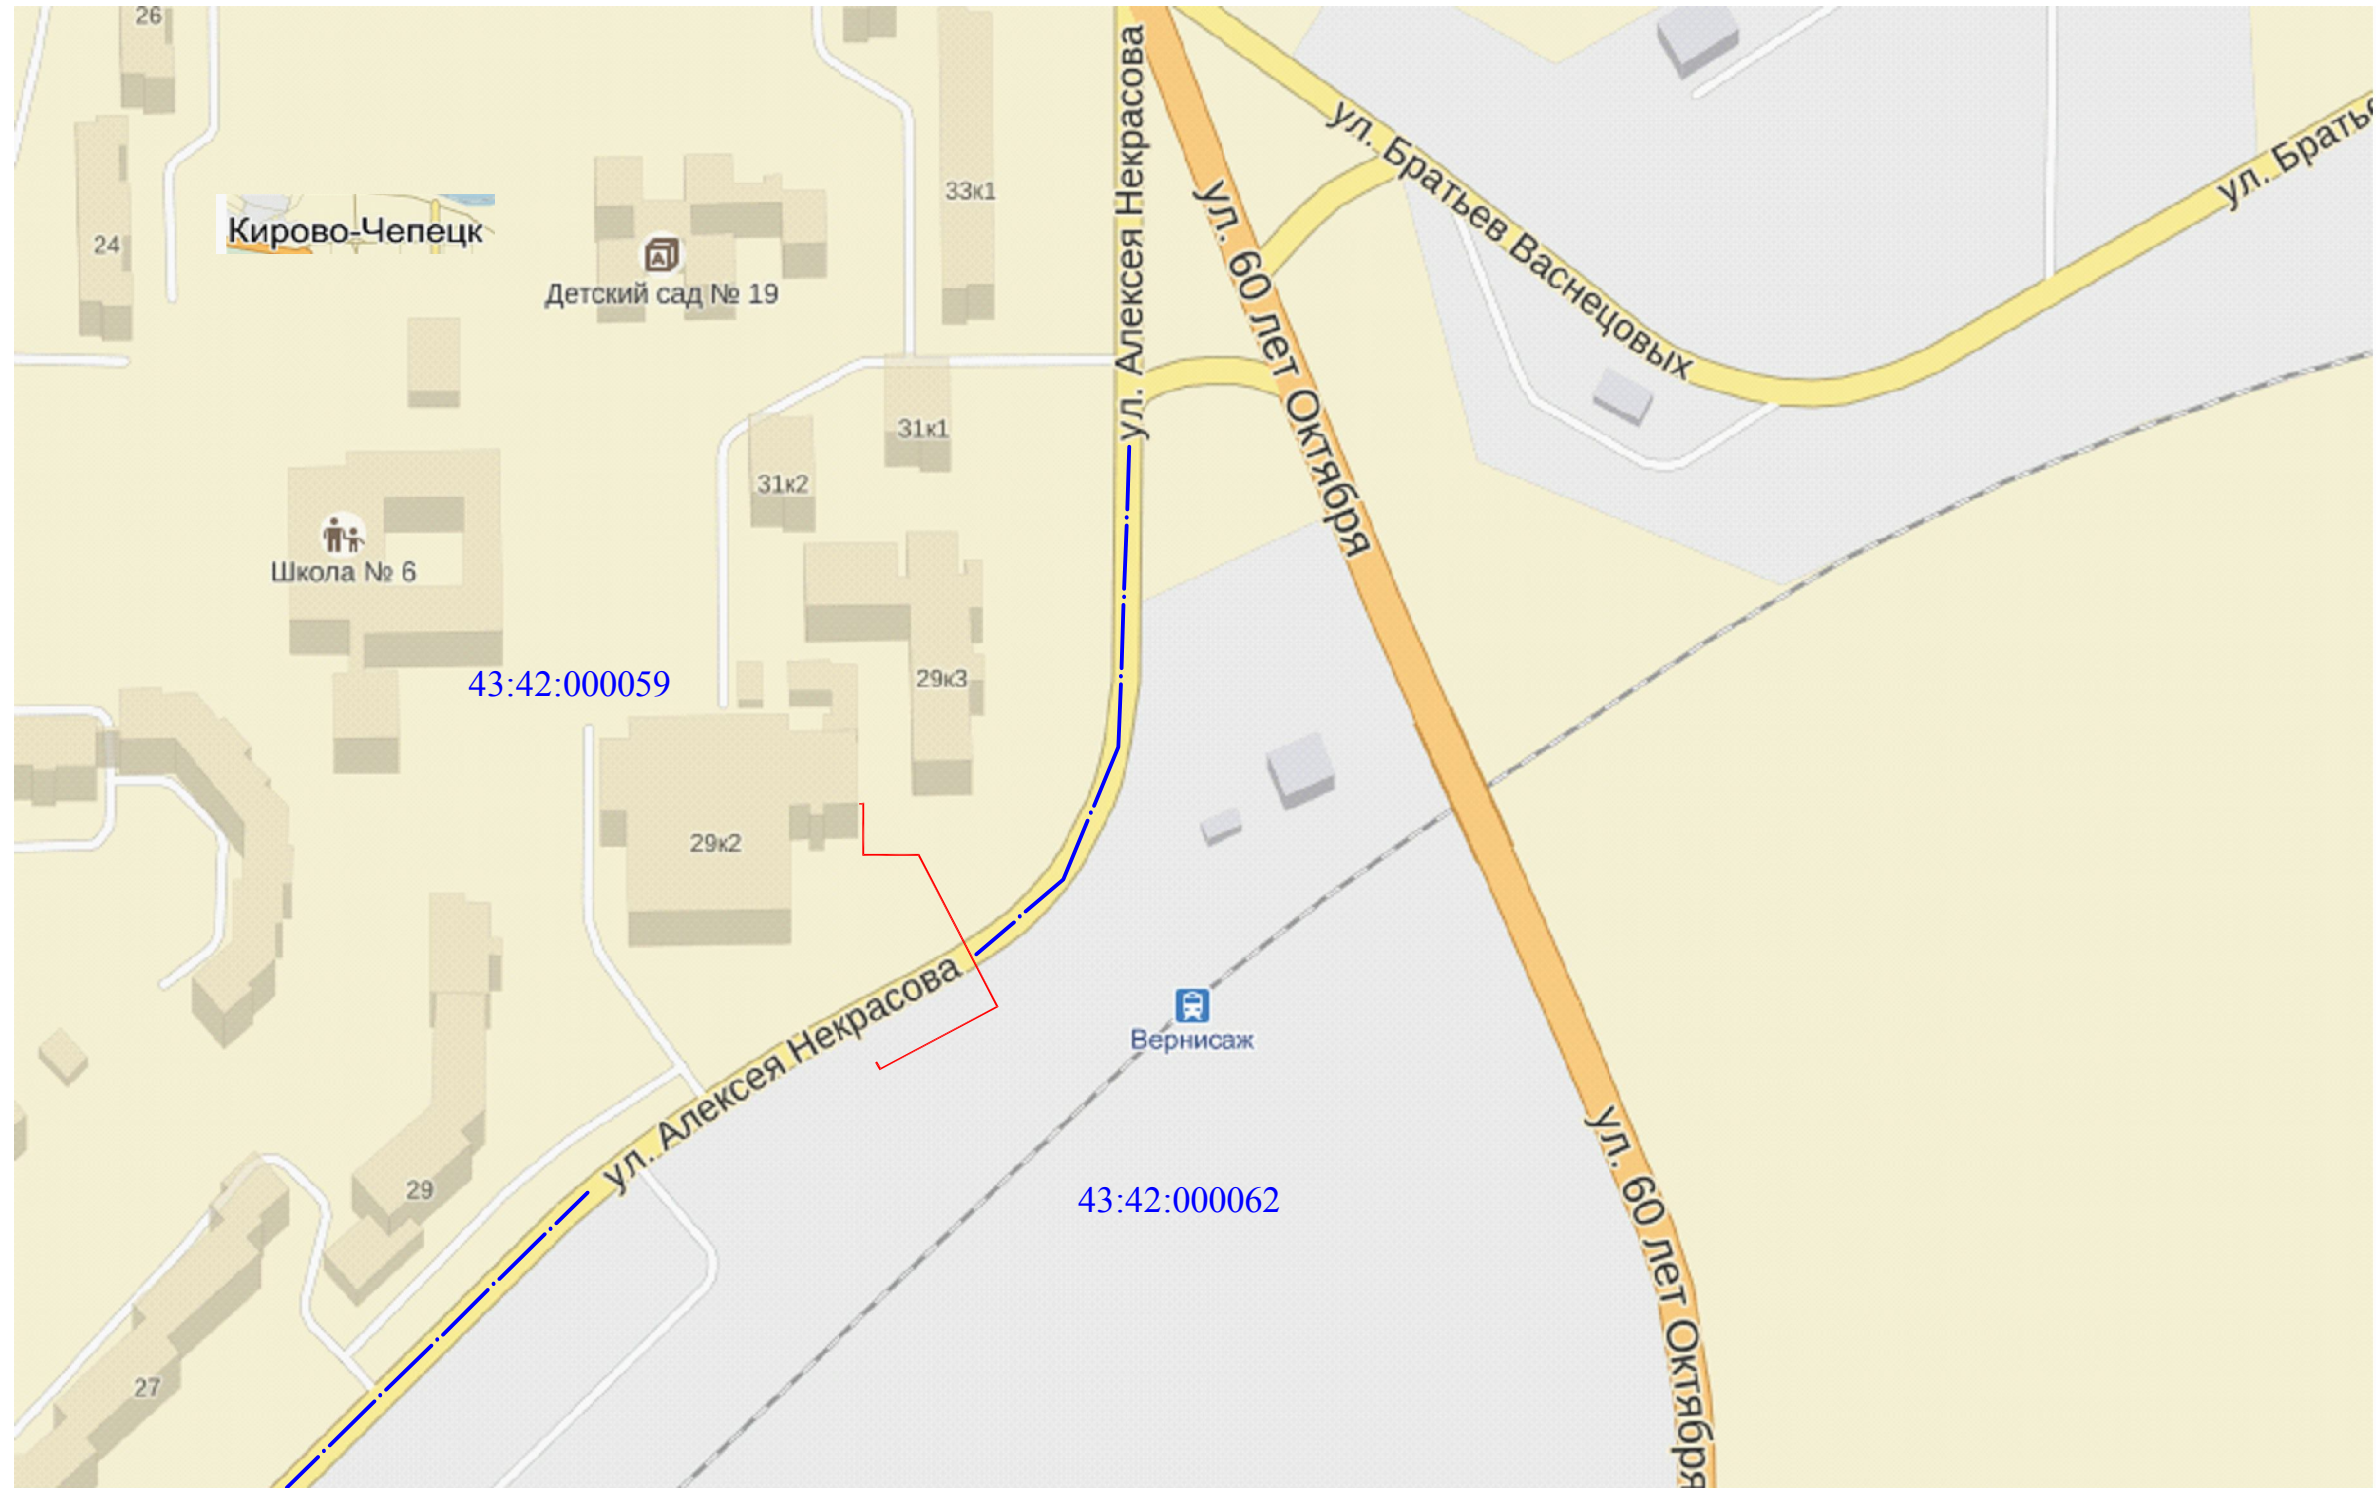 26
ул. Алексея Некрасова
ул. Братьев Васнецовых
ул. Братье
33к1
24
Кирово-Чепецк
ул. 60 лет Октября
Детский сад № 19
31к1
31к2
Школа № 6
43:42:000059
29к3
29к2
ул. Алексея Некрасова
Вернисаж
29
43:42:000062
ул. 60 лет Октября
27